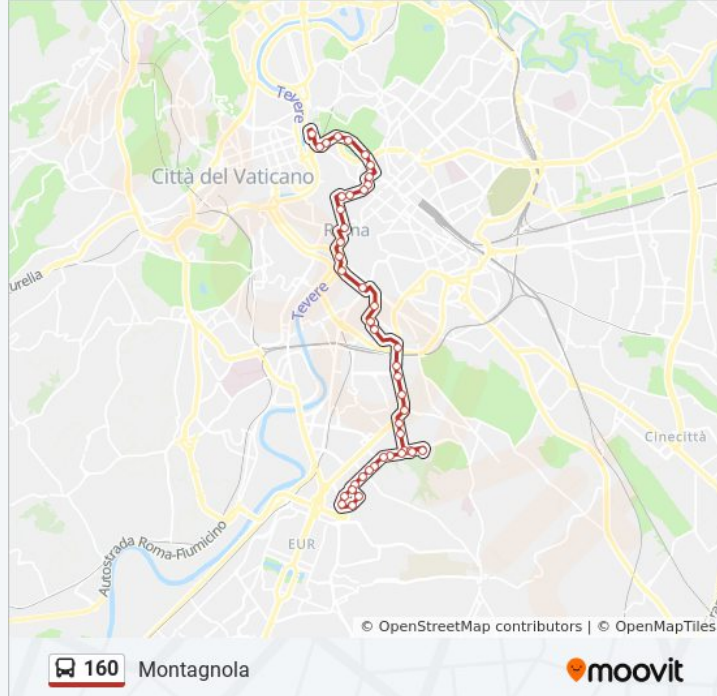 Tevere
Città del Vaticano
Roma
urelia
Tevere
Cinecittà
Autostrada Roma-Fiumicino
EUR
© OpenStreetMap contributors | © OpenMapTiles
160 Montagnola
moovit